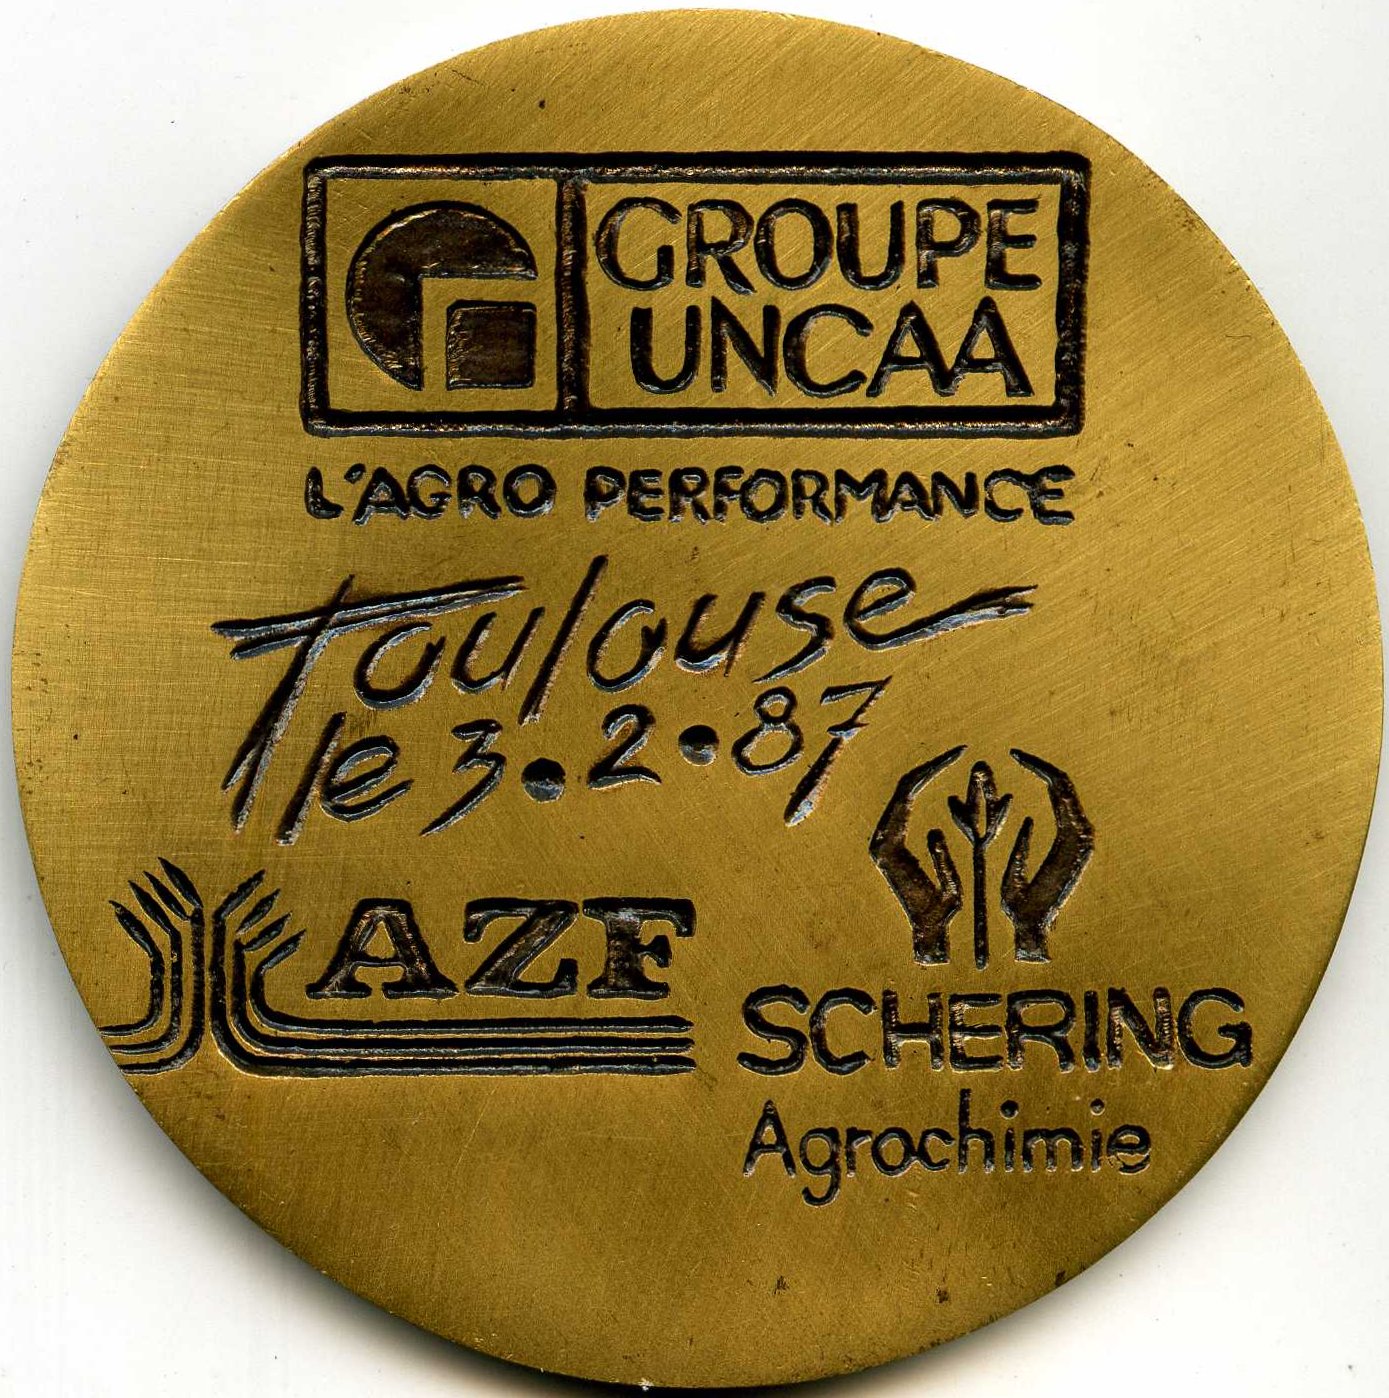 GROUPE
UNCAA
L'AGRO PERFORMANCE
Toulouse
le 3.2.87
AZF
SCHERING
Agrochimie